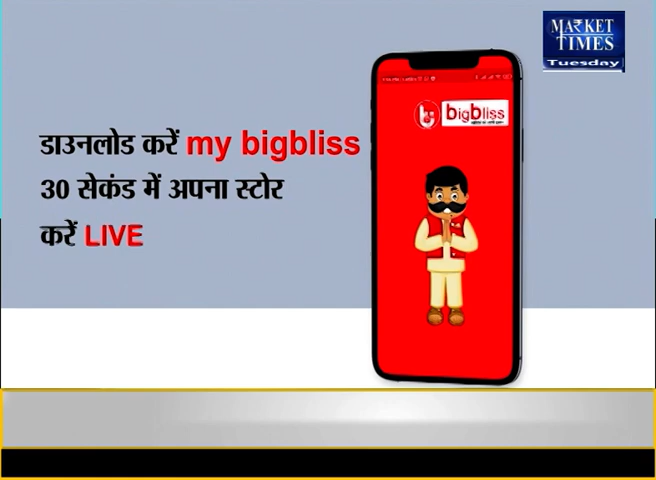 MARKET
TIMES
Tuesday
bigbliss
डाउनलोड करें my bigbliss
30 सेकंड में अपना स्टोर
करें LIVE